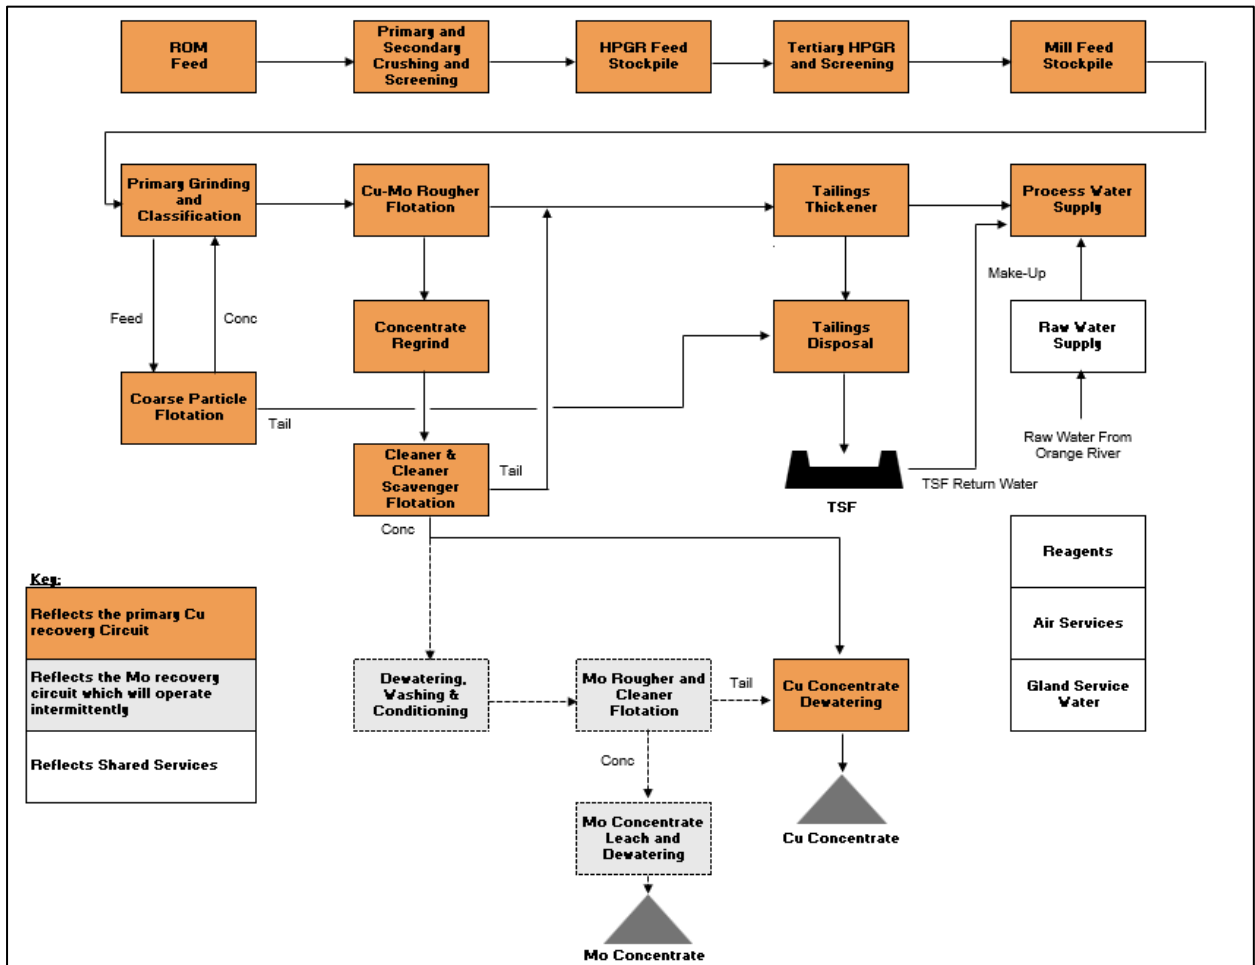 ROM
Feed
Primary and
Secondary
Crushing and
Screening
HPGR Feed
Stockpile
Tertiary HPGR
and Screening
Mill Feed
Stockpile
Primary Grinding
and
Classification
Cu-Mo Rougher
Flotation
Tailings
Thickener
Process Water
Supply
Make-Up
Feed
Conc
Concentrate
Regrind
Tailings
Disposal
Raw Water
Supply
Coarse Particle
Flotation
Tail
Raw Water From
Orange River
Cleaner &
Cleaner
Scavenger
Flotation
Tail
TSF Return Water
TSF
Conc
Reagents
Air Services
Gland Service
Water
Key:
Reflects the primary Cu
recovery Circuit
Reflects the Mo recovery
circuit which will operate
intermittently
Reflects Shared Services
Dewatering,
Washing &
Conditioning
Mo Rougher and
Cleaner
Flotation
Tail
Cu Concentrate
Dewatering
Conc
Mo Concentrate
Leach and
Dewatering
Cu Concentrate
Mo Concentrate